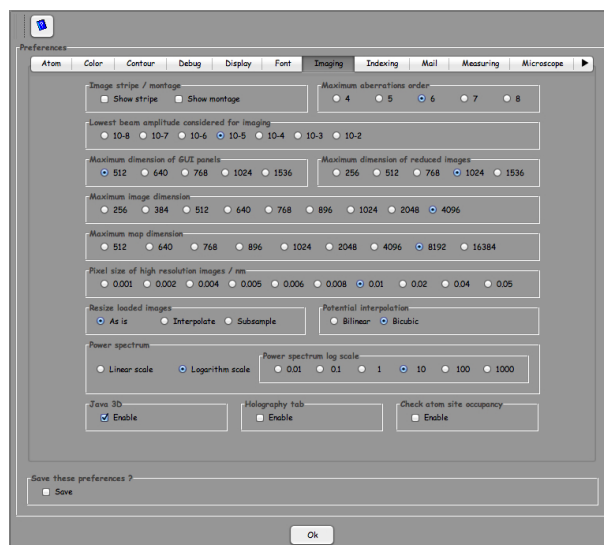 Preferences
Atom Color Contour Debug Display Font Imaging Indexing Mail Measuring Microscope
Image stripe / montage Maximum aberrations order
Show stripe Show montage 4 5 6 7 8
Lowest beam amplitude considered for imaging
10-8 10-7 10-6 10-5 10-4 10-3 10-2
Maximum dimension of GUI panels Maximum dimension of reduced images
512 640 768 1024 1536 256 512 768 1024 1536
Maximum image dimension
256 384 512 640 768 896 1024 2048 4096
Maximum map dimension
512 640 768 896 1024 2048 4096 8192 16384
Pixel size of high resolution images / nm
0.001 0.002 0.004 0.005 0.006 0.008 0.01 0.02 0.04 0.05
Resize loaded images Potential interpolation
As is Interpolate Subsample Bilinear Bicubic
Power spectrum
Power spectrum log scale
Linear scale Logarithm scale 0.01 0.1 1 10 100 1000
Java 3D Holography tab Check atom site occupancy
Enable Enable Enable
Save these preferences ?
Save
Ok